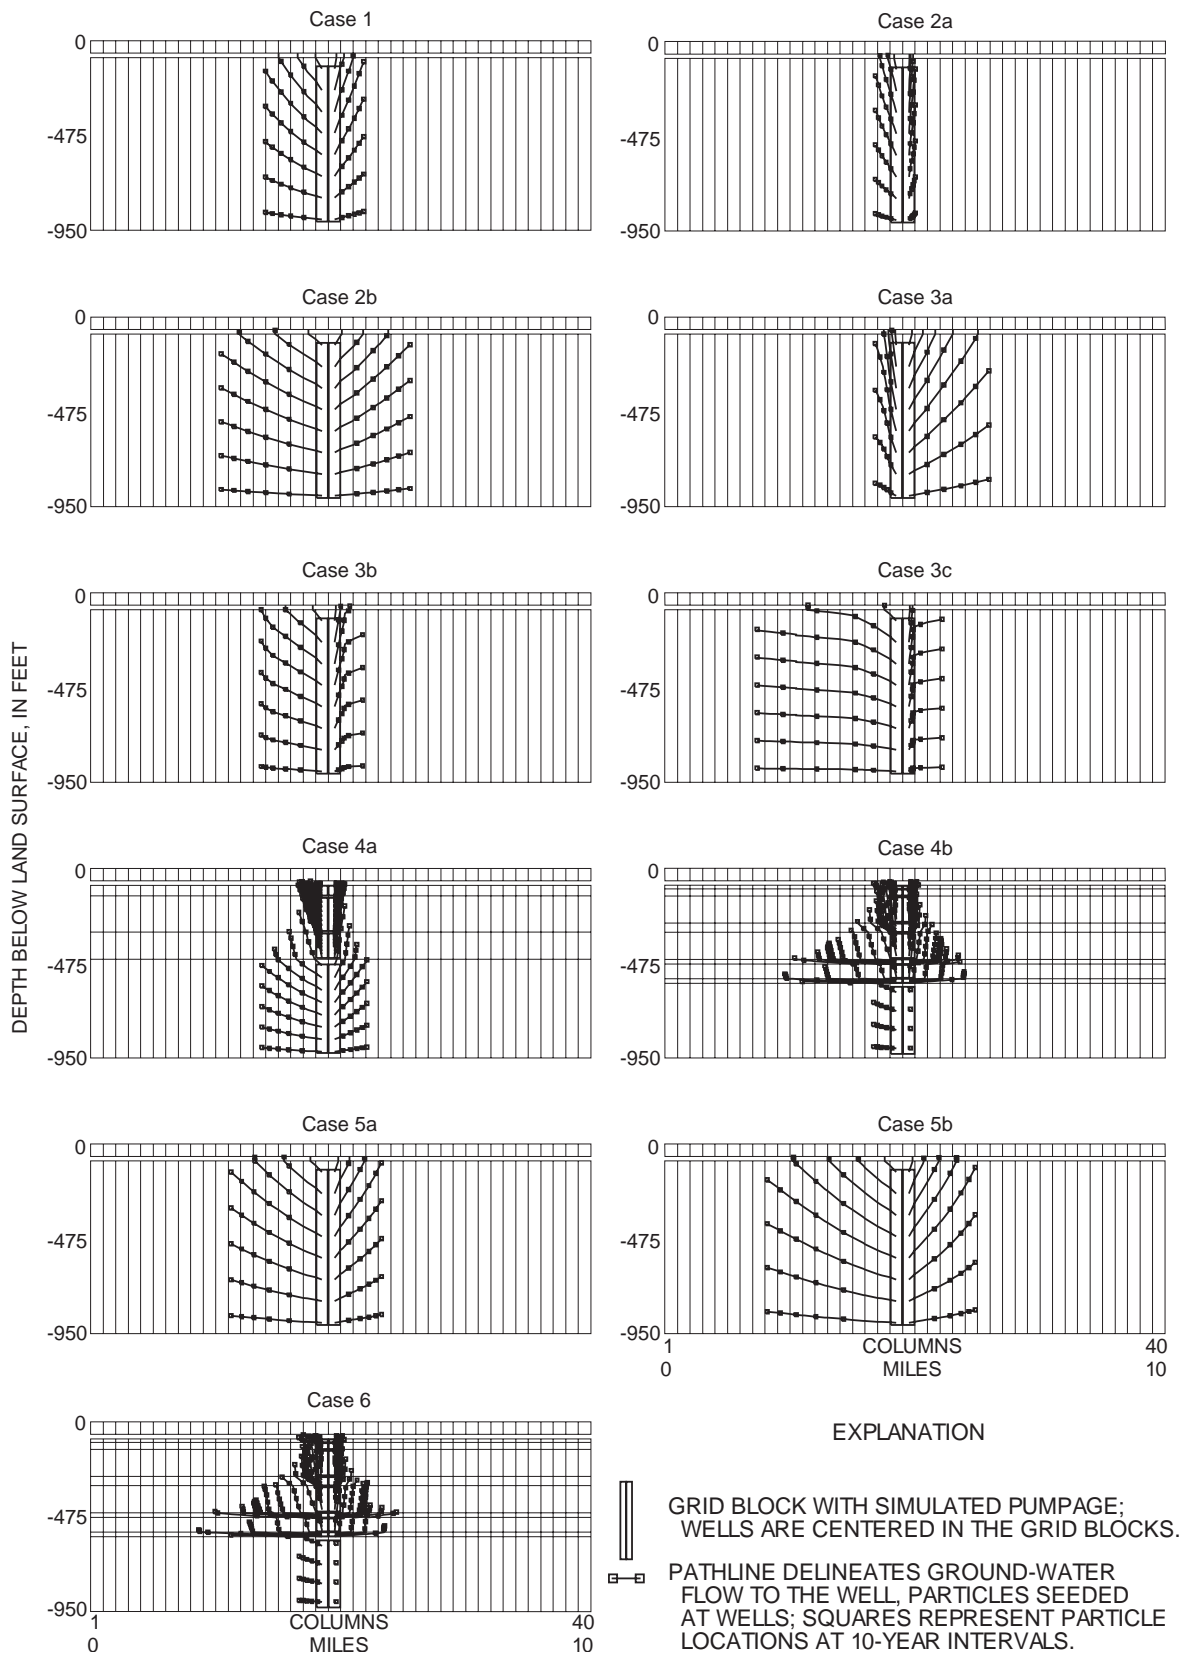 Case 1
0
-475
-950
Case 2a
0
-475
-950
Case 2b
0
-475
-950
Case 3a
0
-475
-950
Case 3b
0
-475
-950
Case 3c
0
-475
-950
DEPTH BELOW LAND SURFACE, IN FEET
Case 4a
0
-475
-950
Case 4b
0
-475
-950
Case 5a
0
-475
-950
Case 5b
0
-475
-950
1 COLUMNS 40
0 MILES 10
Case 6
0
-475
-950
1 COLUMNS 40
0 MILES 10
EXPLANATION
GRID BLOCK WITH SIMULATED PUMPAGE;
WELLS ARE CENTERED IN THE GRID BLOCKS.
PATHLINE DELINEATES GROUND-WATER
FLOW TO THE WELL, PARTICLES SEEDED
AT WELLS; SQUARES REPRESENT PARTICLE
LOCATIONS AT 10-YEAR INTERVALS.